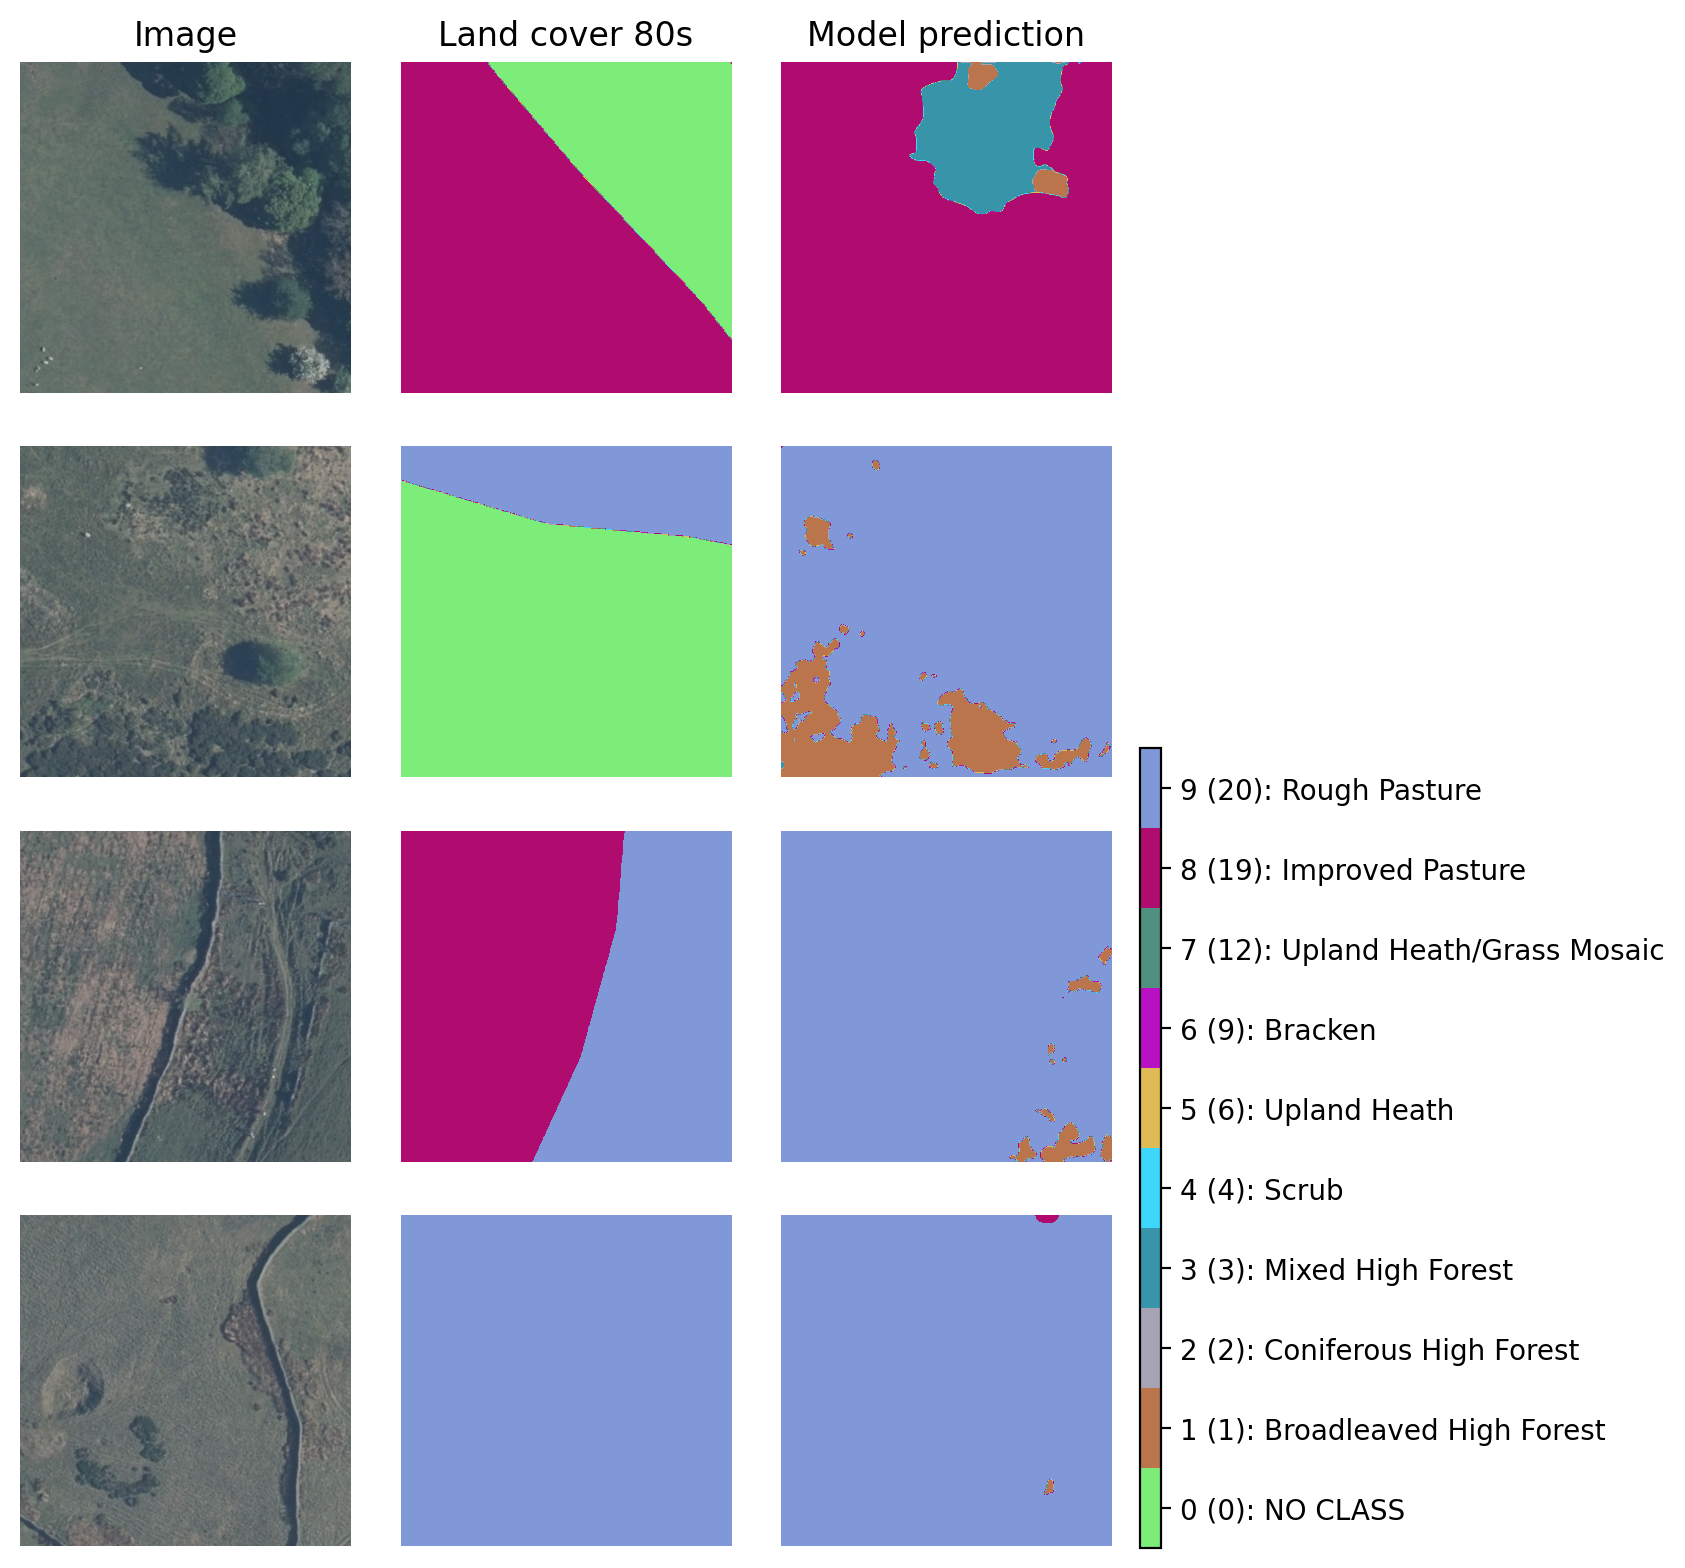 Image
Land cover 80s
Model prediction
9 (20): Rough Pasture
8 (19): Improved Pasture
7 (12): Upland Heath/Grass Mosaic
6 (9): Bracken
5 (6): Upland Heath
4 (4): Scrub
3 (3): Mixed High Forest
2 (2): Coniferous High Forest
1 (1): Broadleaved High Forest
0 (0): NO CLASS